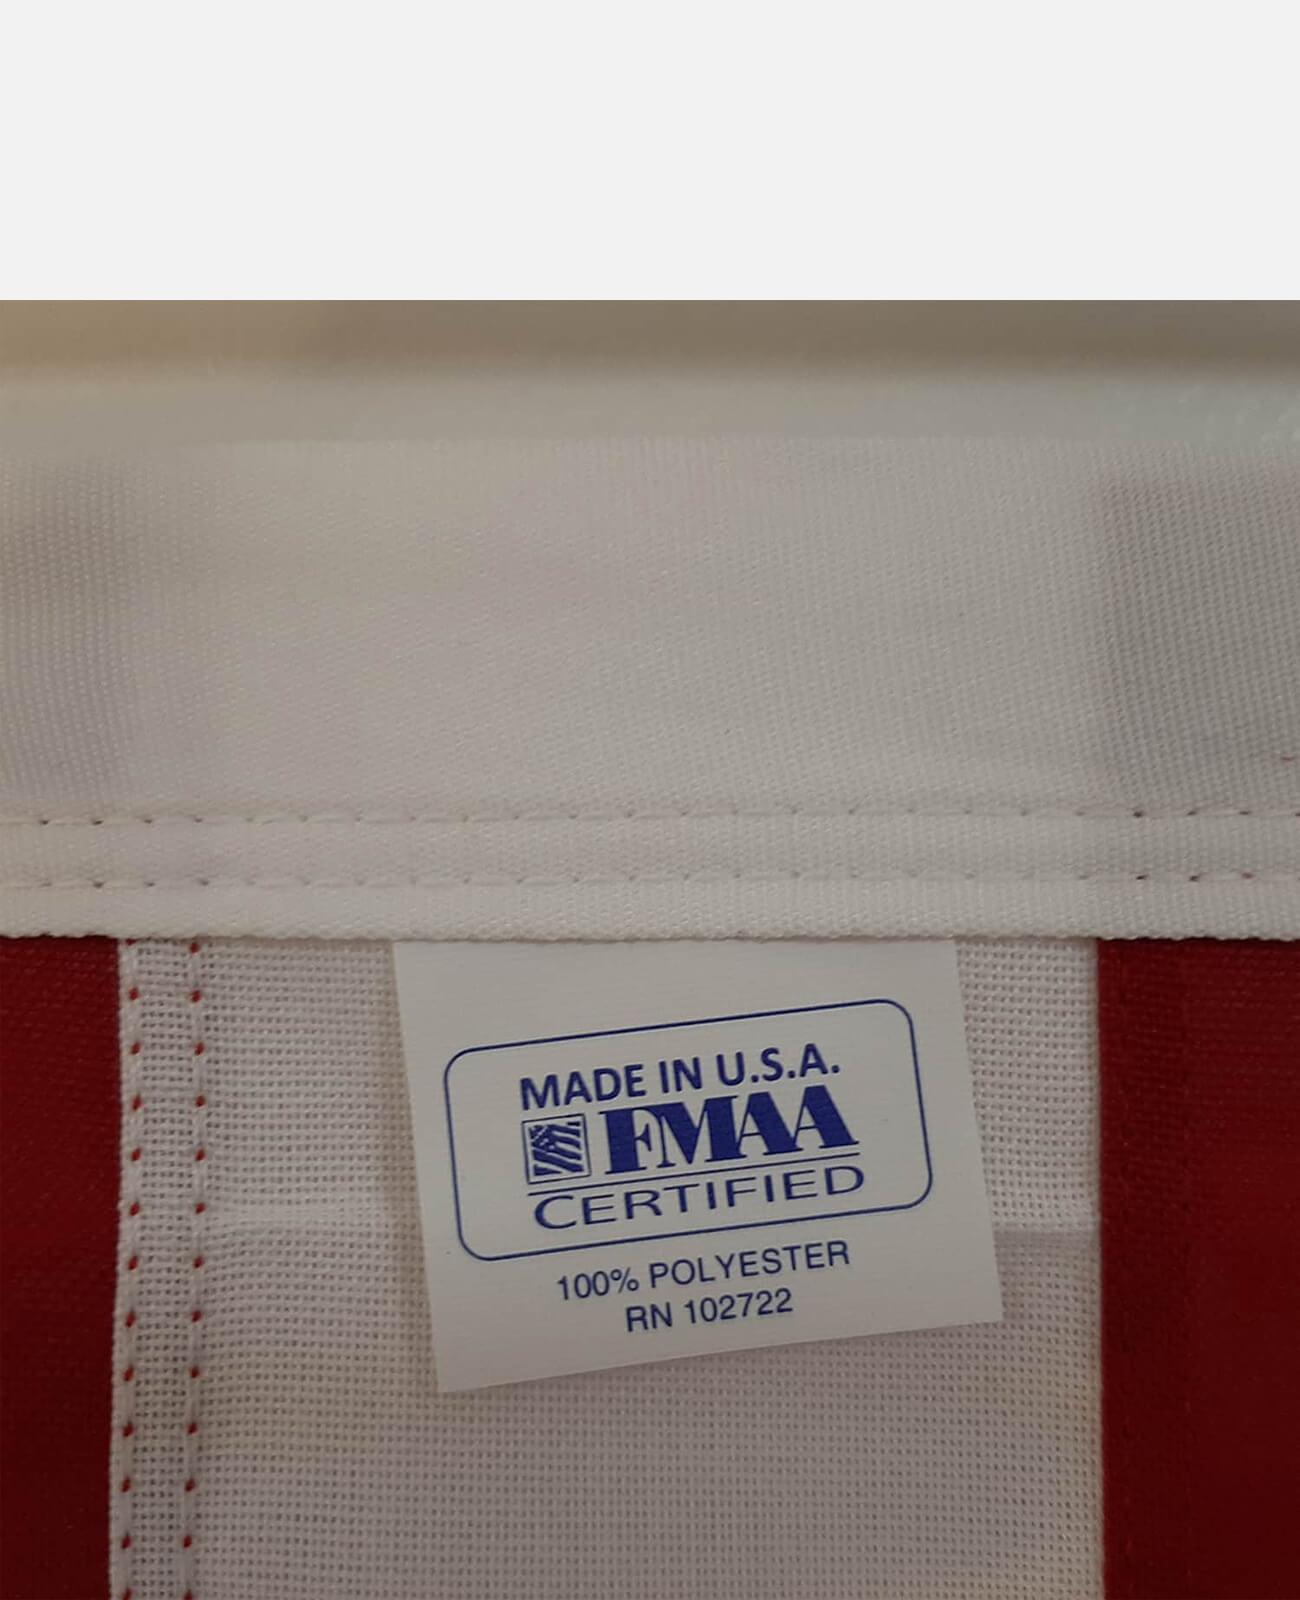 MADE IN U.S.A.
FMAA
CERTIFIED
100% POLYESTER
RN 102722